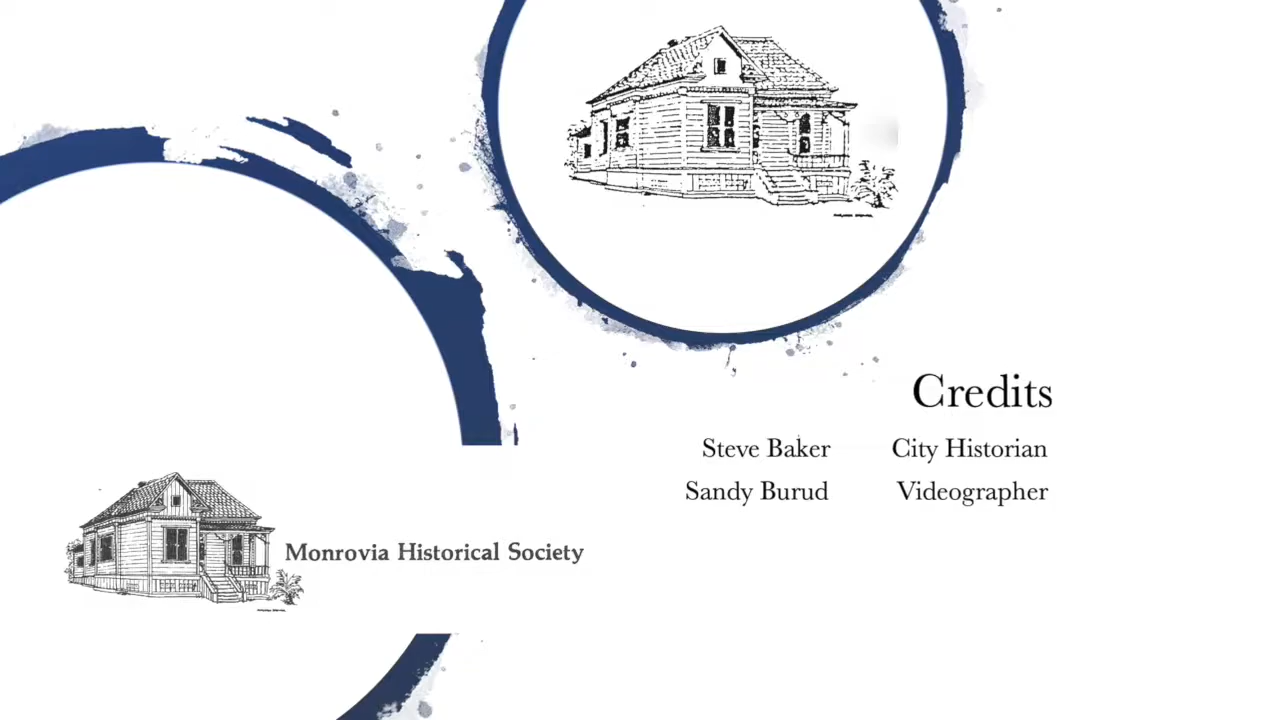 Credits
Steve Baker City Historian
Sandy Burud Videographer
Monrovia Historical Society